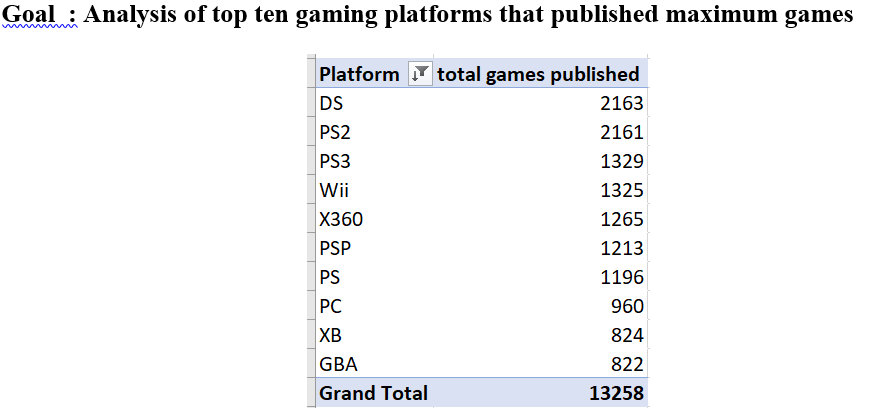 Goal : Analysis of top ten gaming platforms that published maximum games
Platform total games published
DS 2163
PS2 2161
PS3 1329
Wii 1325
X360 1265
PSP 1213
PS 1196
PC 960
XB 824
GBA 822
Grand Total 13258